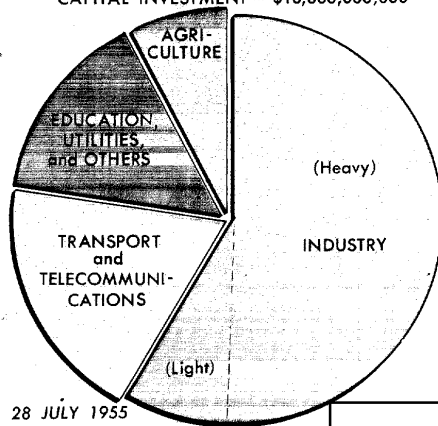 AGRI-
CULTURE
EDUCATION,
UTILITIES,
and OTHERS
(Heavy)
INDUSTRY
TRANSPORT
and
TELECOMMUNI-
CATIONS
(Light)
28 JULY 1955